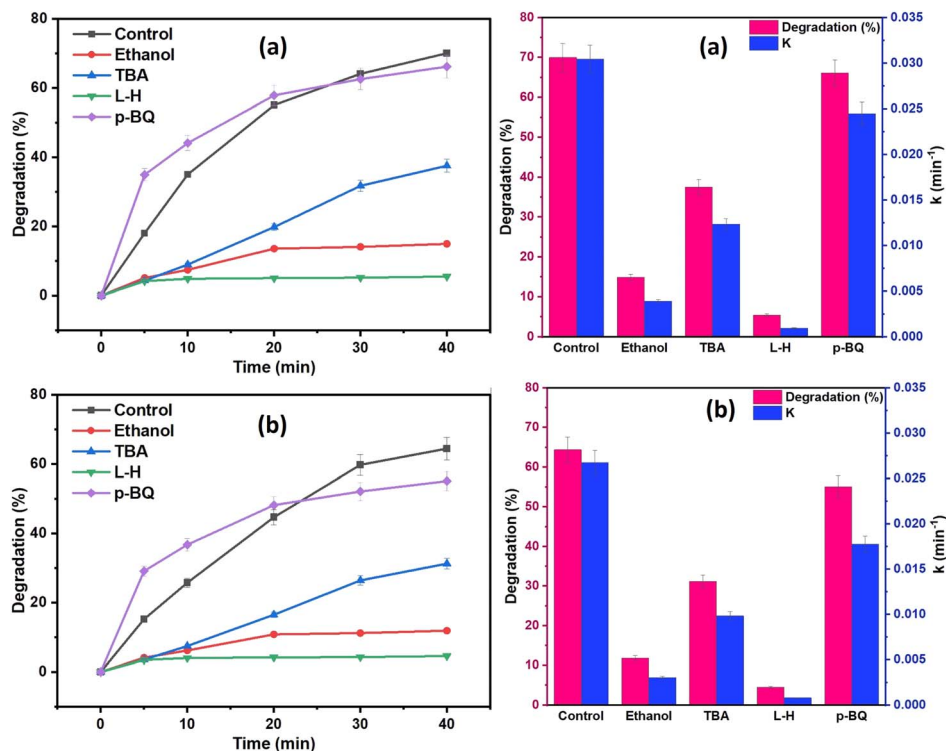 Degradation (%)
80
60
40
20
0
Control
Ethanol
TBA
L-H
p-BQ
(a)
0
10
20
30
40
Time (min)
Degradation (%)
80
70
60
50
40
30
20
10
0
(a)
Degradation (%)
K
0.035
0.030
0.025
0.020
0.015
0.010
0.005
0.000
k (min⁻¹)
Control
Ethanol
TBA
L-H
p-BQ
Degradation (%)
80
60
40
20
0
Control
Ethanol
TBA
L-H
p-BQ
(b)
0
10
20
30
40
Time (min)
Degradation (%)
80
70
60
50
40
30
20
10
0
(b)
Degradation (%)
K
0.035
0.030
0.025
0.020
0.015
0.010
0.005
0.000
k (min⁻¹)
Control
Ethanol
TBA
L-H
p-BQ